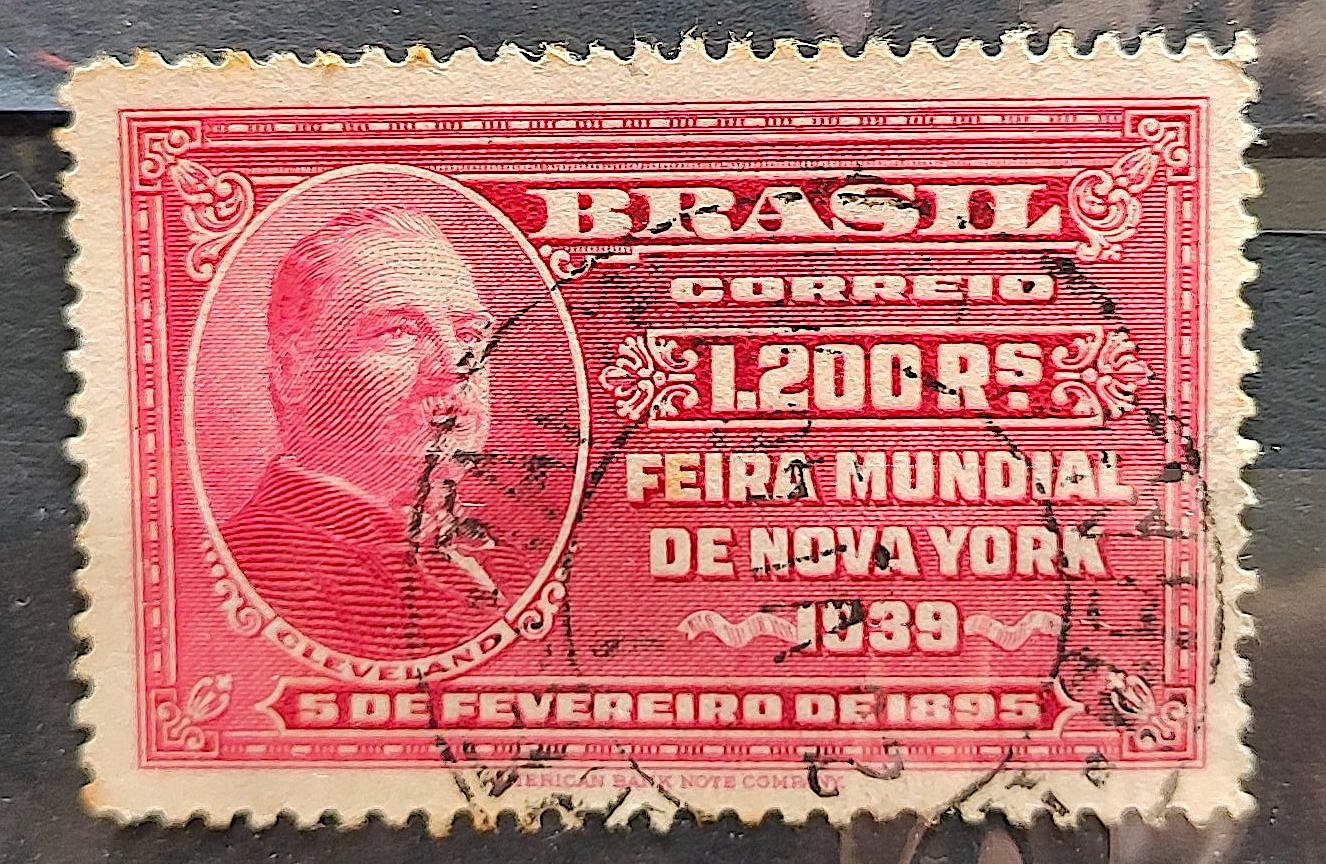 BRASIL
CORREIO
1.200 Rs
FEIRA MUNDIAL
DE NOVA YORK
1939
CLEVELAND
5 DE FEVEREIRO DE 1895
AMERICAN BANK NOTE COMPANY